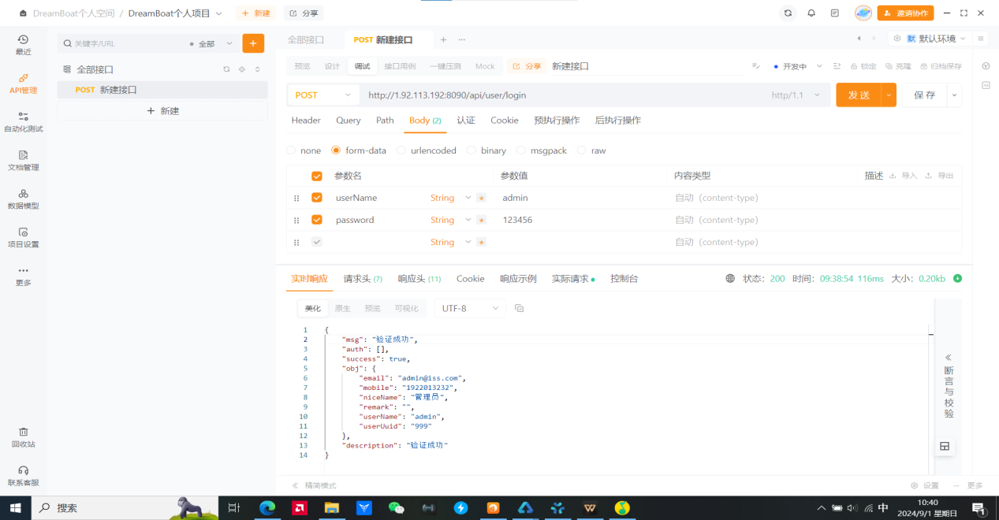 DreamBoat个人空间 / DreamBoat个人项目 + 新建 分享 邀请协作
最近
API管理
自动化测试
文档管理
数据模型
项目设置
更多
回收站
联系客服
关键字/URL 全部 +
全部接口
POST 新建接口
+ 新建
全部接口 POST 新建接口 + ··· 默 默认环境
预览 设计 调试 接口用例 一键压测 Mock 分享 新建接口 开发中 锁定 克隆 归档保存
POST http://1.92.113.192:8090/api/user/login http/1.1 发 送 保 存
Header Query Path Body (2) 认证 Cookie 预执行操作 后执行操作
none form-data urlencoded binary msgpack raw
参数名 参数值 内容类型 描述 导入 导出
userName String * admin 自动 (content-type)
password String * 123456 自动 (content-type)
String * 自动 (content-type)
实时响应 请求头 (7) 响应头 (11) Cookie 响应示例 实际请求 控制台 状态: 200 时间: 09:38:54 116ms 大小: 0.20kb
美化 原生 预览 可视化 UTF-8
1 {
2 "msg": "验证成功",
3 "auth": [],
4 "success": true,
5 "obj": {
6 "email": "admin@iss.com",
7 "mobile": "1922013232",
8 "niceName": "管理员",
9 "remark": "",
10 "userName": "admin",
11 "userUuid": "999"
12 },
13 "description": "验证成功"
14 }
断言与校验
精简模式 设置 更多
搜索 中 10:40
2024/9/1 星期日 1